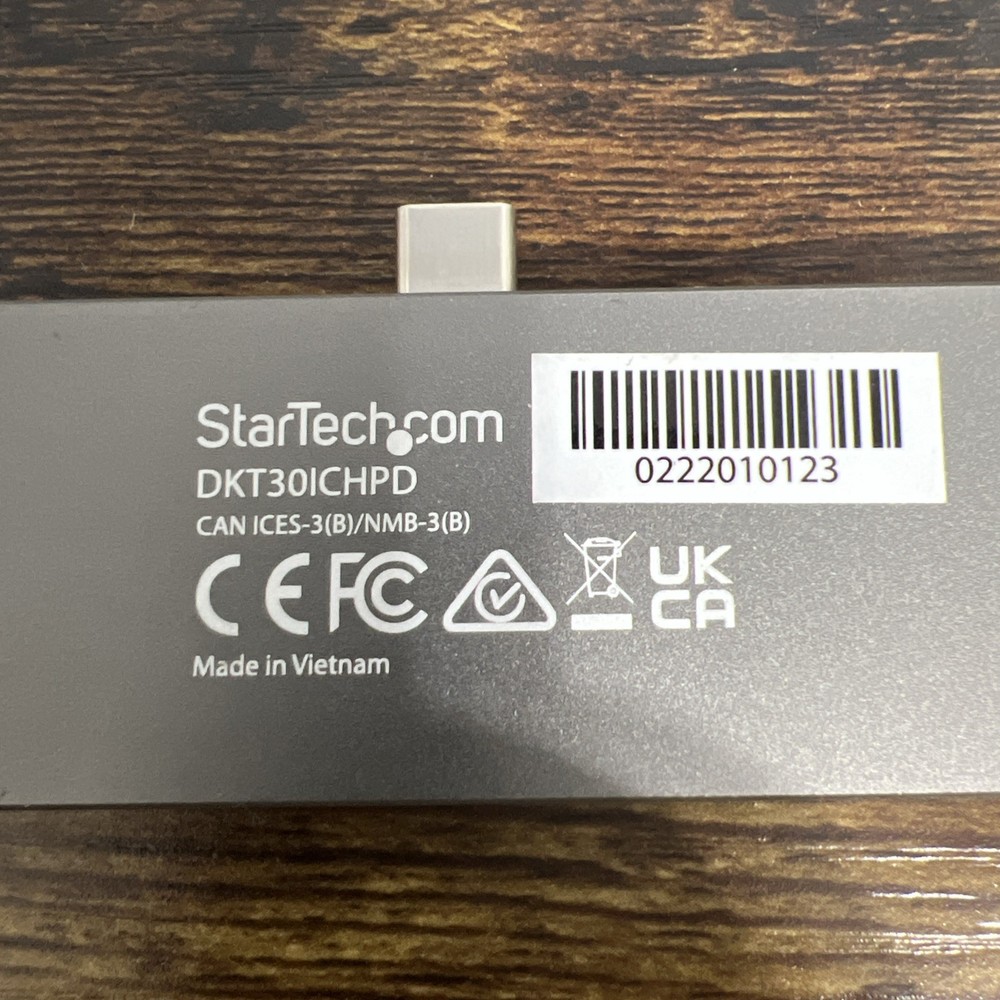 StarTech.com
DKT30ICHPD
CAN ICES-3(B)/NMB-3(B)
CE FC
UK
CA
Made in Vietnam
0222010123